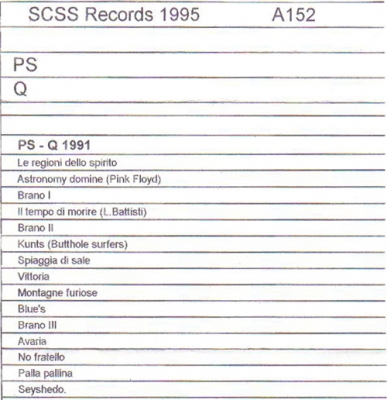 SCSS Records 1995 A152
PS
Q
PS - Q 1991
Le regioni dello spirito
Astronomy domine (Pink Floyd)
Brano I
Il tempo di morire (L.Battisti)
Brano II
Kunts (Butthole surfers)
Spiaggia di sale
Vittoria
Montagne furiose
Blue's
Brano III
Avaria
No fratello
Palla pallina
Seyshedo.